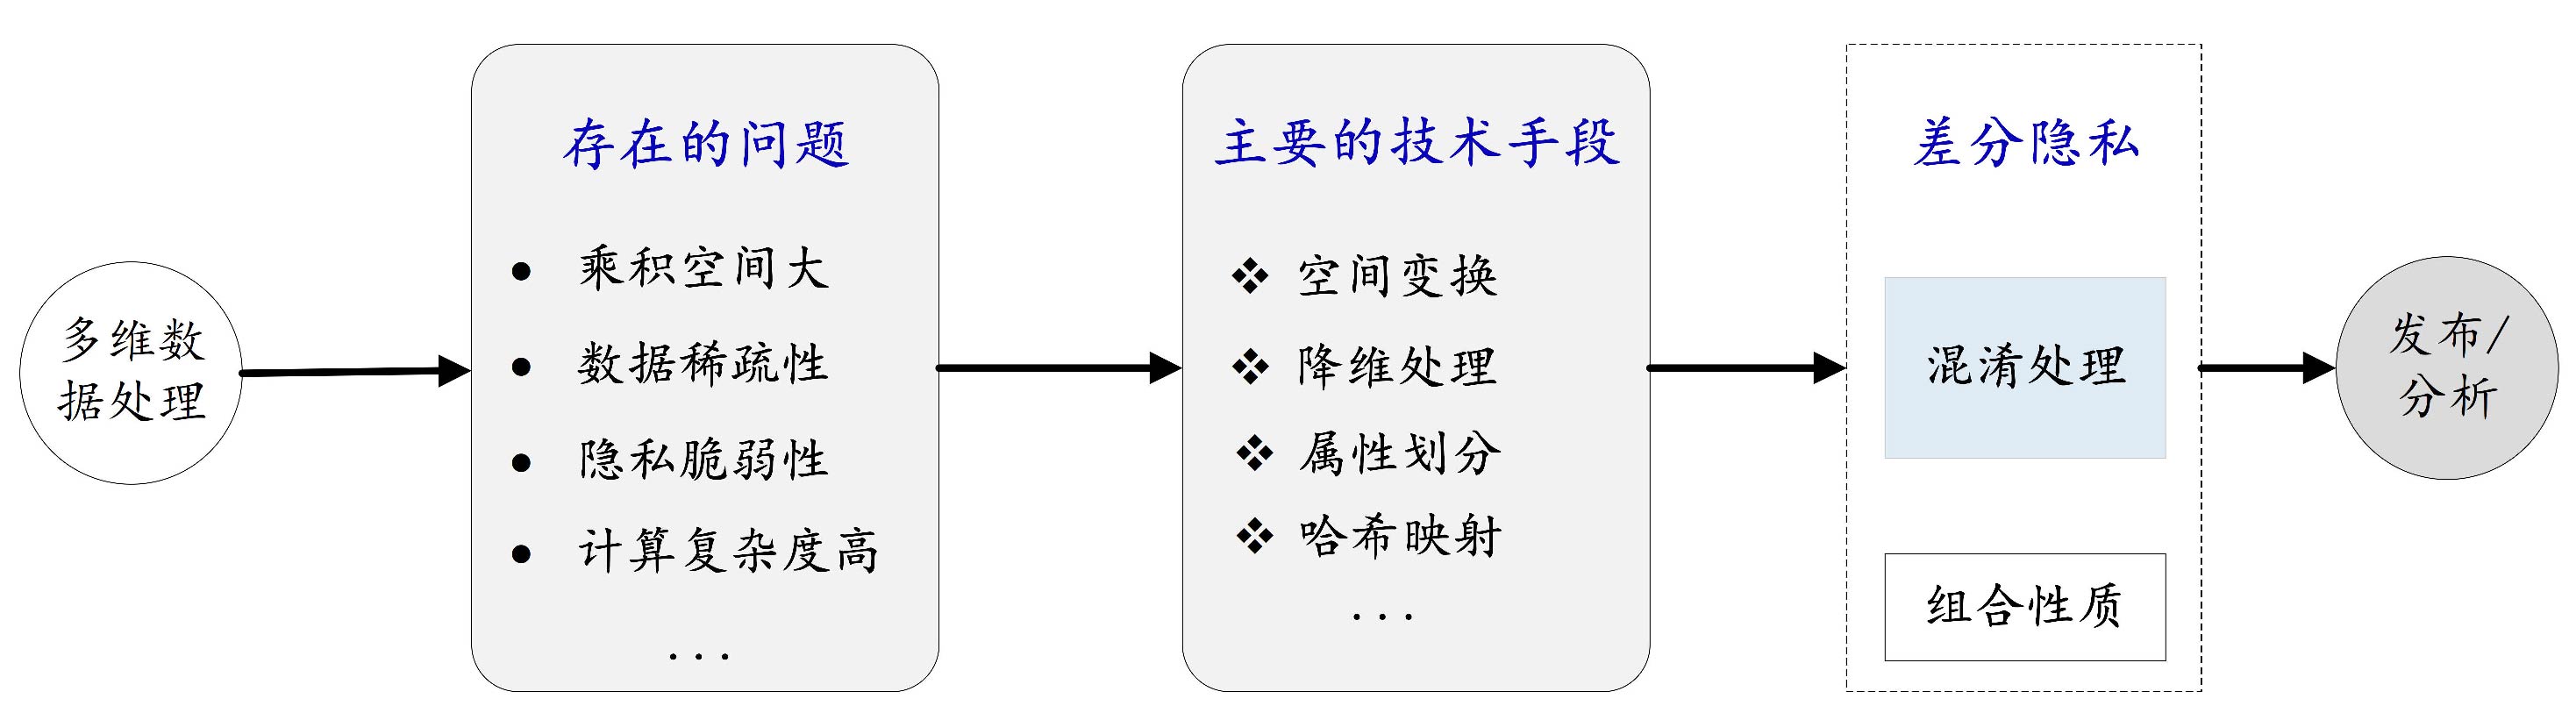 多维数
据处理
存在的问题
● 乘积空间大
● 数据稀疏性
● 隐私脆弱性
● 计算复杂度高
...
主要的技术手段
❖ 空间变换
❖ 降维处理
❖ 属性划分
❖ 哈希映射
...
差分隐私
混淆处理
组合性质
发布/
分析